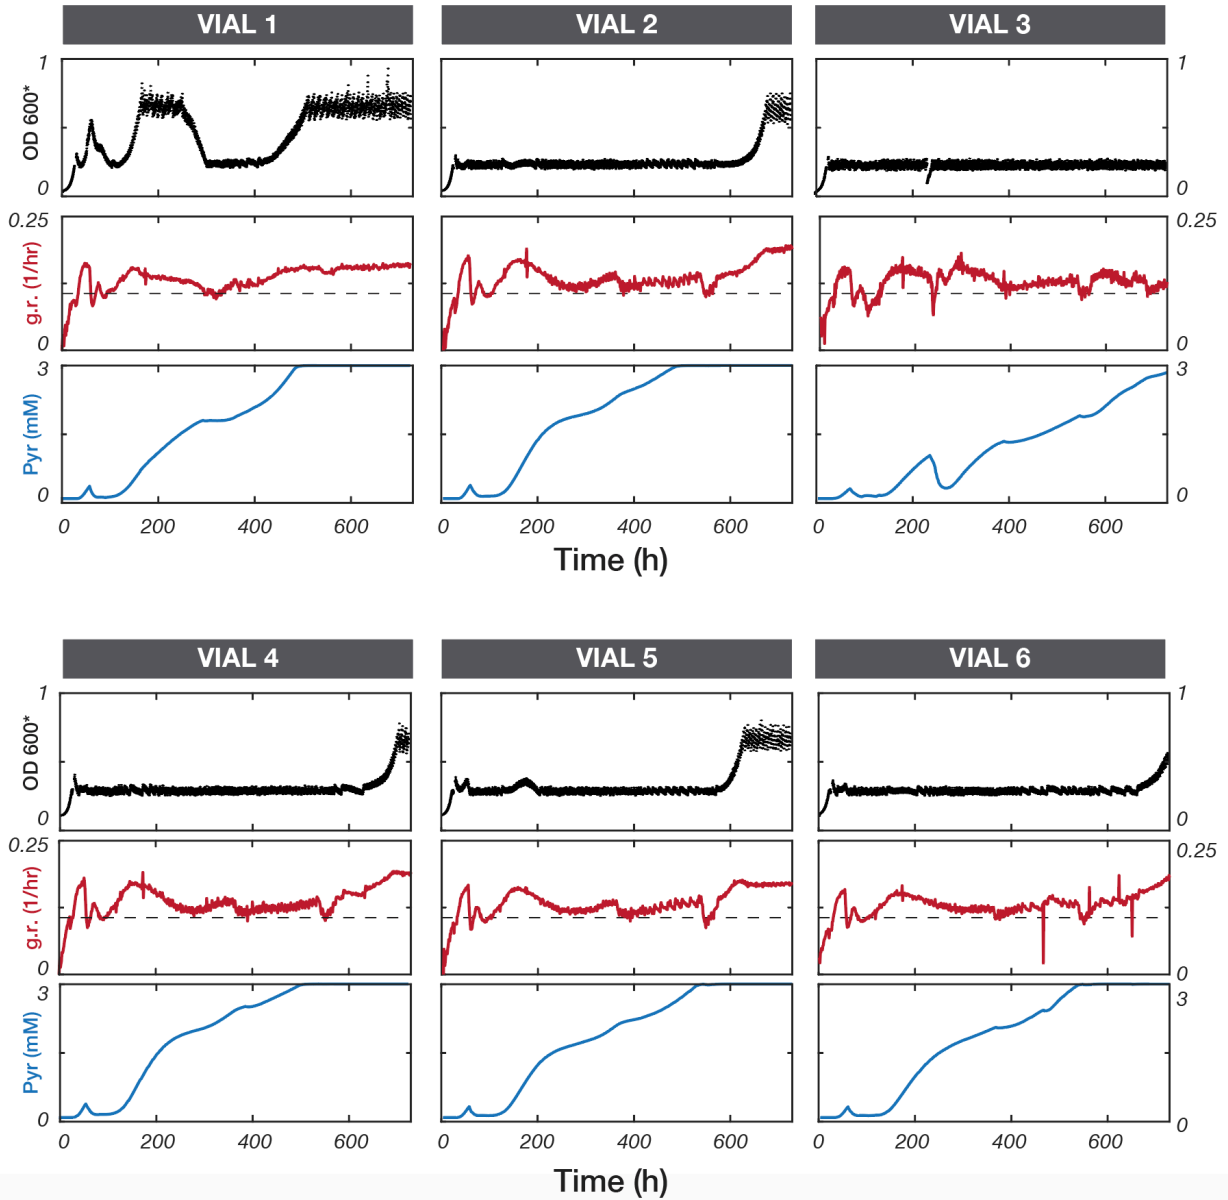 VIAL 1 VIAL 2 VIAL 3
1 1
OD 600*
0 0
0.25 0.25
g.r. (1/hr)
0 0
3 3
Pyr (mM)
0 0
0 200 400 600 0 200 400 600 0 200 400 600
Time (h)
VIAL 4 VIAL 5 VIAL 6
1 1
OD 600*
0 0
0.25 0.25
g.r. (1/hr)
0 0
3 3
Pyr (mM)
0 0
0 200 400 600 0 200 400 600 0 200 400 600
Time (h)